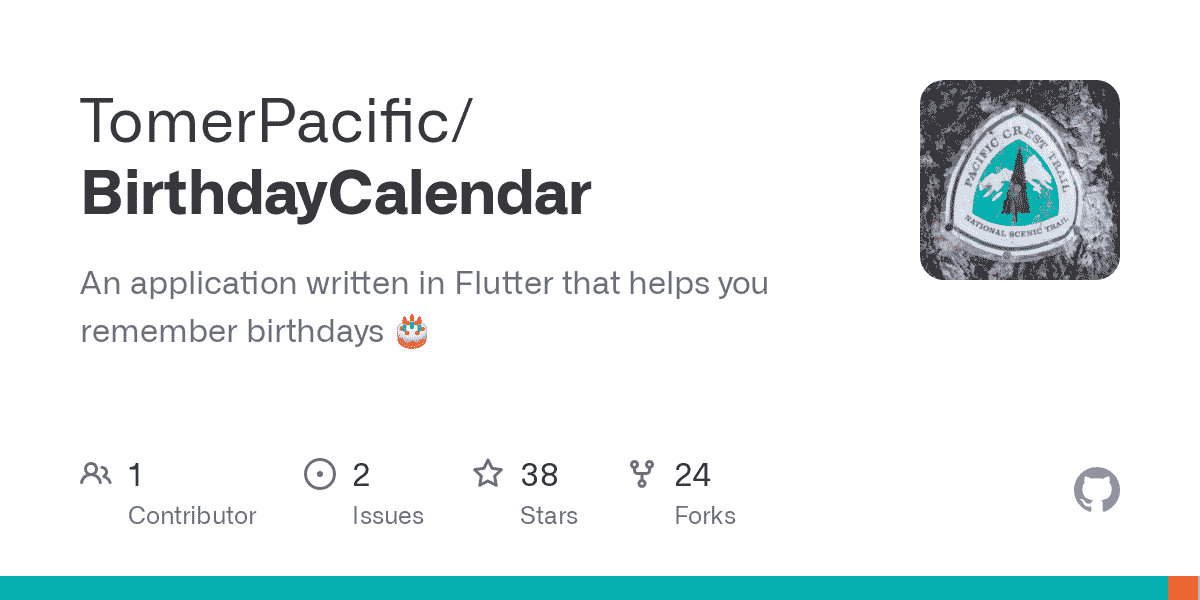 TomerPacific/
BirthdayCalendar
An application written in Flutter that helps you
remember birthdays 🎂
1
Contributor
2
Issues
38
Stars
24
Forks
PACIFIC CREST TRAIL
NATIONAL SCENIC TRAIL